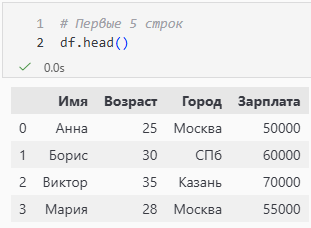 1 # Первые 5 строк
2 df.head()
0.0s
Имя Возраст Город Зарплата
0 Анна 25 Москва 50000
1 Борис 30 СПб 60000
2 Виктор 35 Казань 70000
3 Мария 28 Москва 55000